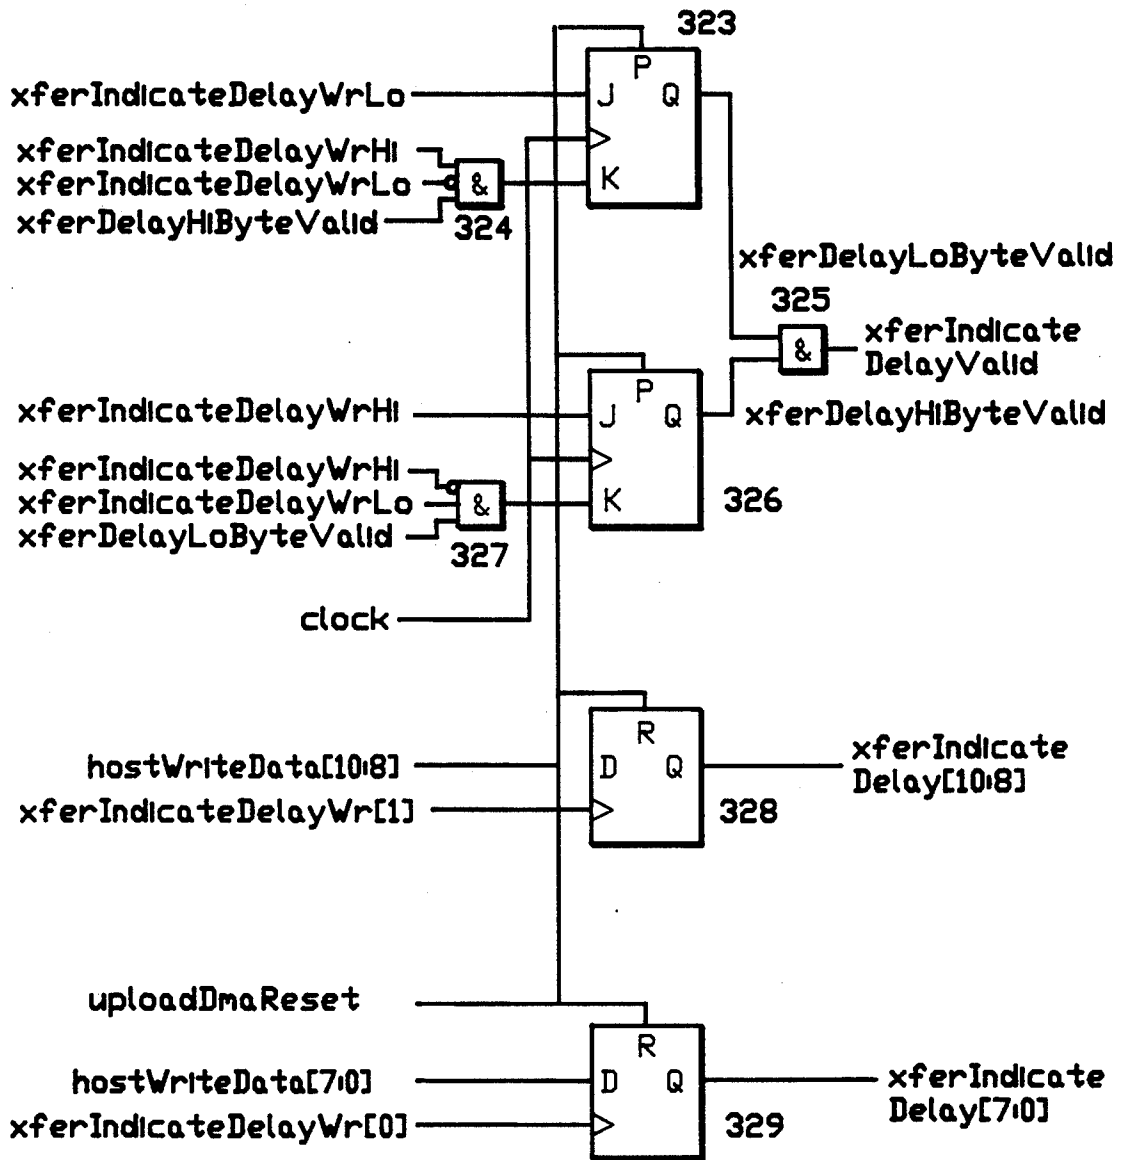 323
P
xferIndicateDelayWrLo
J
Q
xferIndicateDelayWrHi
xferIndicateDelayWrLo
&
K
xferDelayHiByteValid
324
xferDelayLoByteValid
325
&
xferIndicate
DelayValid
P
xferIndicateDelayWrHi
J
Q
xferDelayHiByteValid
xferIndicateDelayWrHi
xferIndicateDelayWrLo
&
K
326
xferDelayLoByteValid
327
clock
R
hostWriteData[10:8]
D
Q
xferIndicate
Delay[10:8]
xferIndicateDelayWr[1]
328
uploadDmaReset
R
hostWriteData[7:0]
D
Q
xferIndicate
Delay[7:0]
xferIndicateDelayWr[0]
329